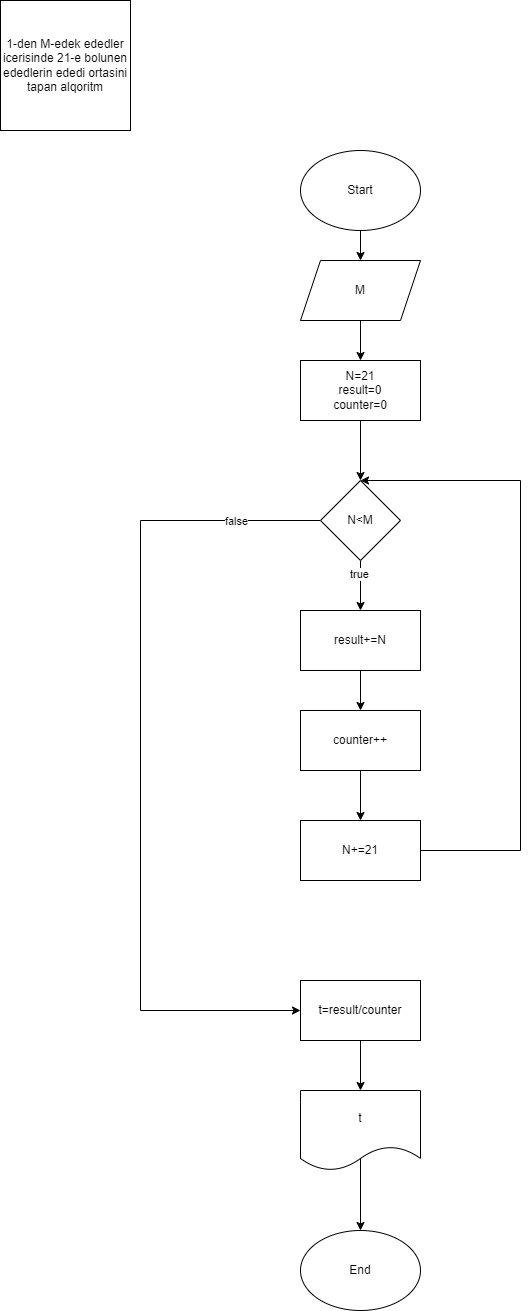 1-den M-edek ededler
icerisinde 21-e bolunen
ededlerin ededi ortasini
tapan alqoritm
Start
M
N=21
result=0
counter=0
N<M
false
true
result+=N
counter++
N+=21
t=result/counter
t
End